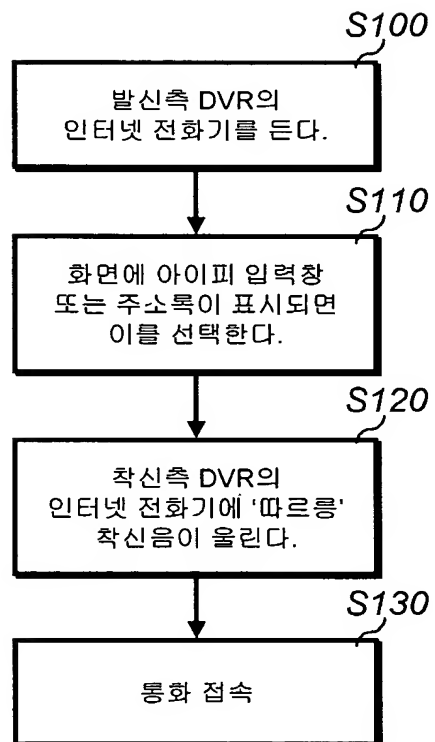 S100
발신측 DVR의
인터넷 전화기를 든다.
S110
화면에 아이피 입력창
또는 주소록이 표시되면
이를 선택한다.
S120
착신측 DVR의
인터넷 전화기에 '따르릉'
착신음이 울린다.
S130
통화 접속